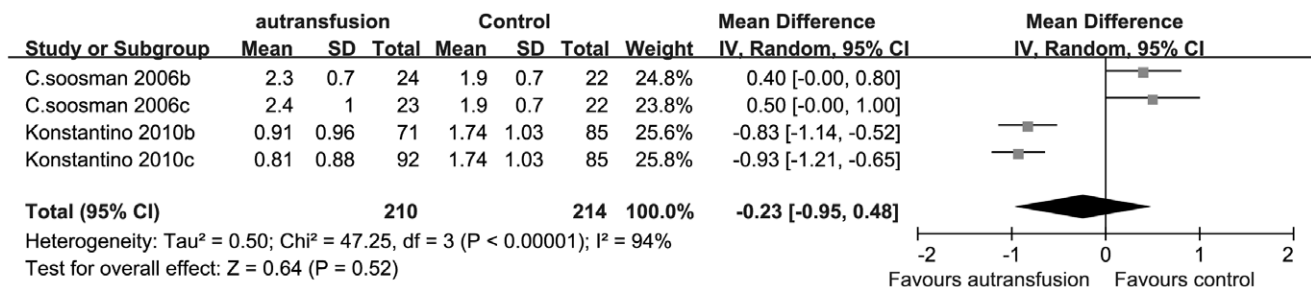 autransfusion Control Mean Difference Mean Difference
Study or Subgroup Mean SD Total Mean SD Total Weight IV, Random, 95% CI IV, Random, 95% CI
C.soosman 2006b 2.3 0.7 24 1.9 0.7 22 24.8% 0.40 [-0.00, 0.80]
C.soosman 2006c 2.4 1 23 1.9 0.7 22 23.8% 0.50 [-0.00, 1.00]
Konstantino 2010b 0.91 0.96 71 1.74 1.03 85 25.6% -0.83 [-1.14, -0.52]
Konstantino 2010c 0.81 0.88 92 1.74 1.03 85 25.8% -0.93 [-1.21, -0.65]
Total (95% CI) 210 214 100.0% -0.23 [-0.95, 0.48]
Heterogeneity: Tau² = 0.50; Chi² = 47.25, df = 3 (P < 0.00001); I² = 94%
Test for overall effect: Z = 0.64 (P = 0.52)
-2 -1 0 1 2
Favours autransfusion Favours control